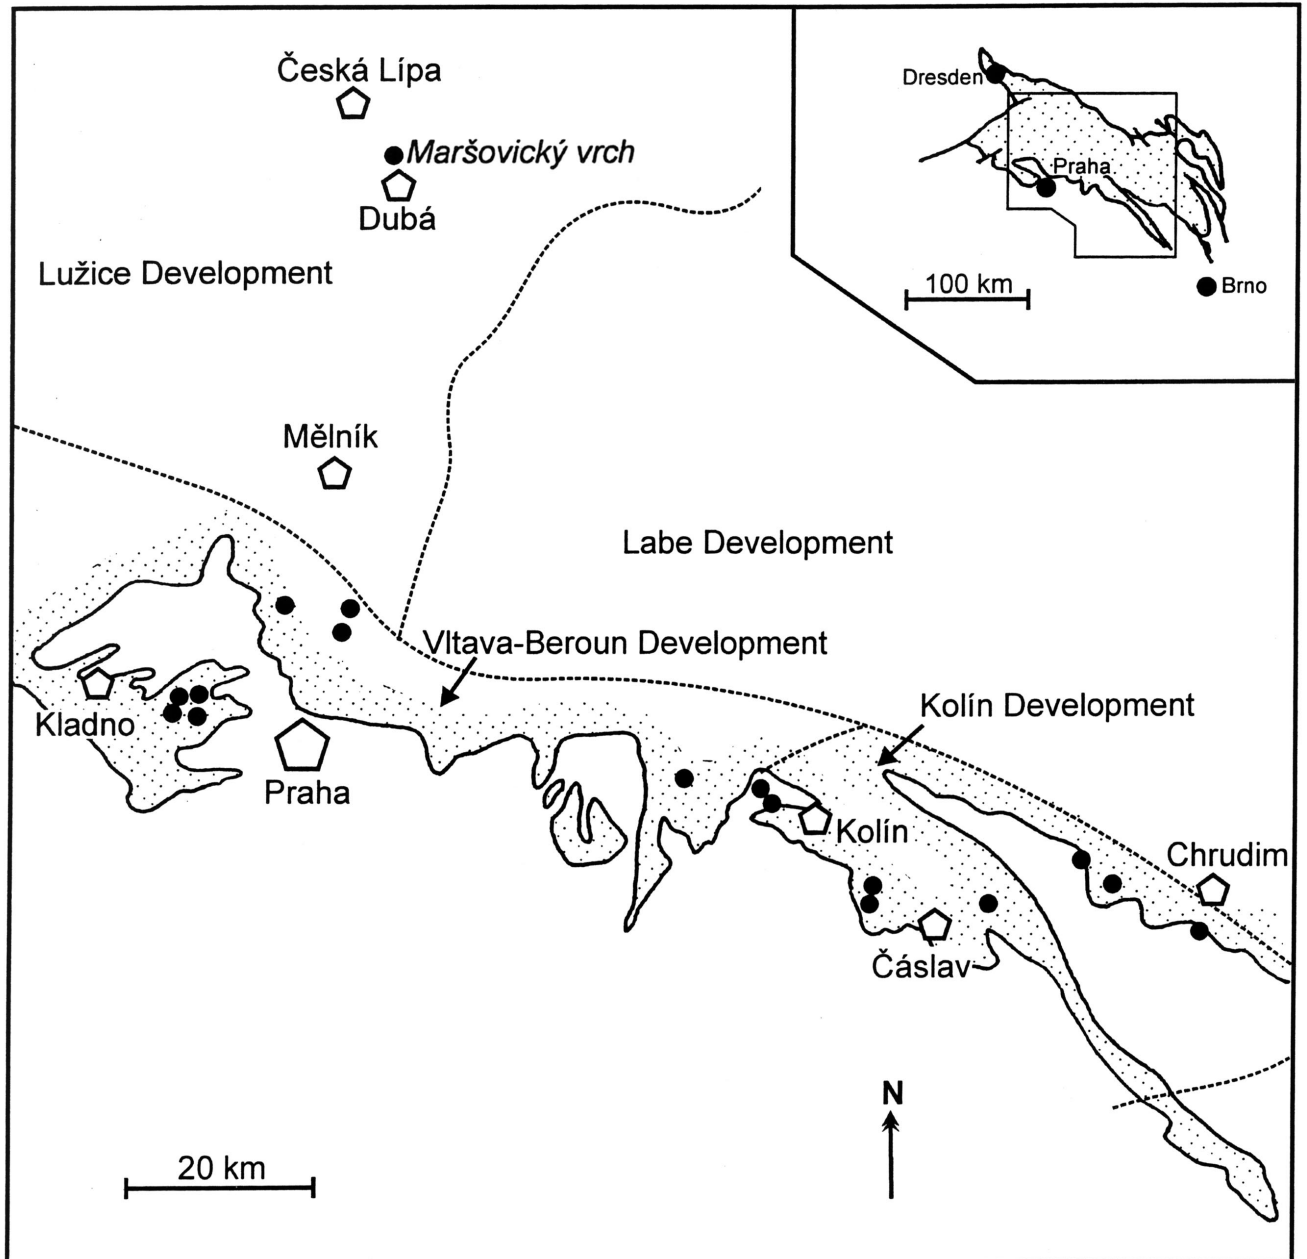 Česká Lípa
Maršovický vrch
Dubá
Lužice Development
Dresden
Praha
100 km
Brno
Mělník
Labe Development
Vltava-Beroun Development
Kolín Development
Kladno
Praha
Kolín
Chrudim
Čáslav
N
20 km